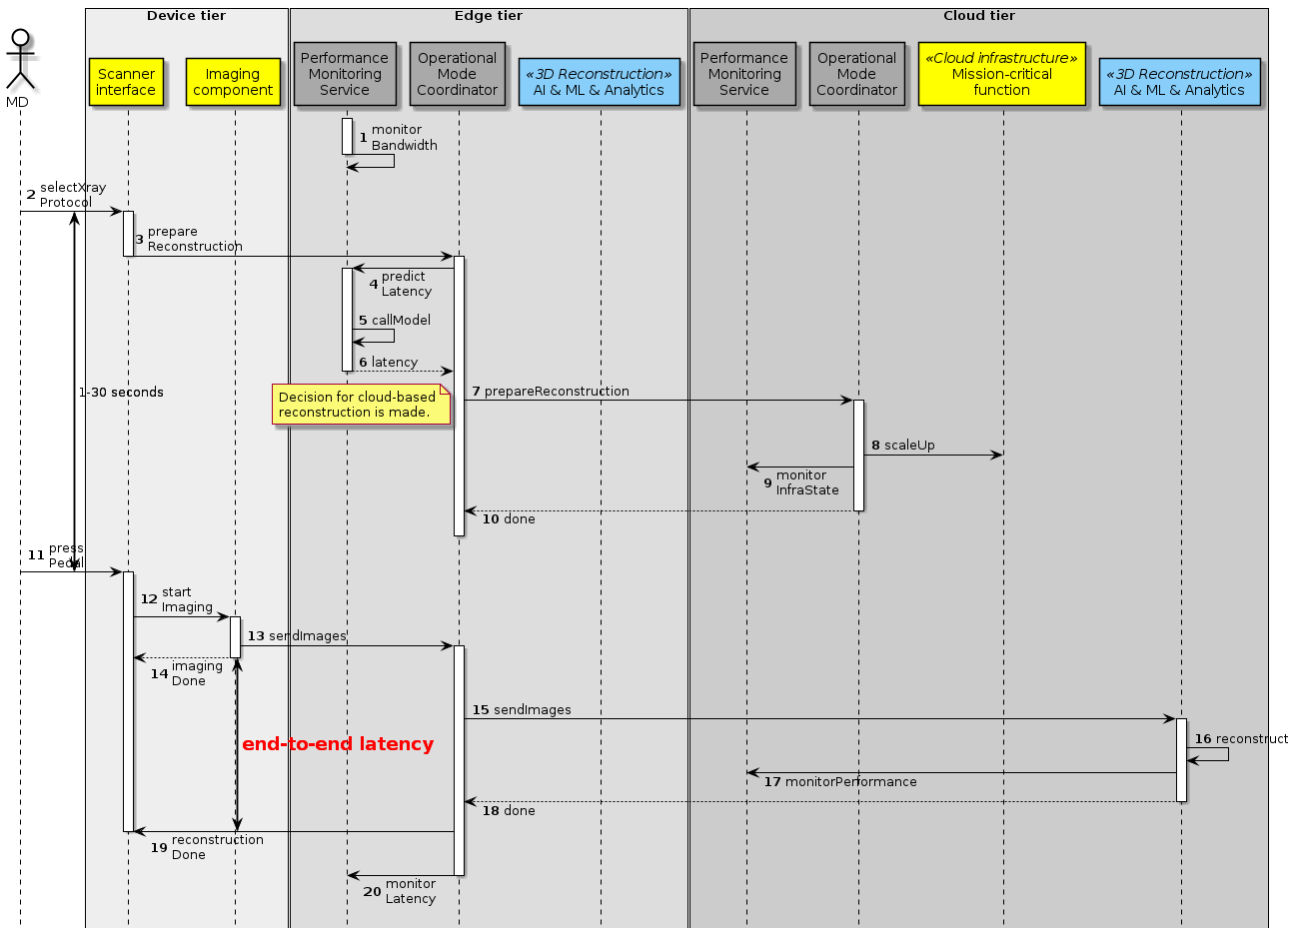 Device tier
Edge tier
Cloud tier
MD
Scanner
interface
Imaging
component
Performance
Monitoring
Service
Operational
Mode
Coordinator
«3D Reconstruction»
AI & ML & Analytics
Performance
Monitoring
Service
Operational
Mode
Coordinator
«Cloud infrastructure»
Mission-critical
function
«3D Reconstruction»
AI & ML & Analytics
1 monitor
Bandwidth
2 selectXray
Protocol
3 prepare
Reconstruction
4 predict
Latency
5 callModel
6 latency
Decision for cloud-based
reconstruction is made.
7 prepareReconstruction
1-30 seconds
8 scaleUp
9 monitor
InfraState
10 done
11 press
Pedal
12 start
Imaging
13 sendImages
14 imaging
Done
15 sendImages
end-to-end latency
16 reconstruct
17 monitorPerformance
18 done
19 reconstruction
Done
20 monitor
Latency